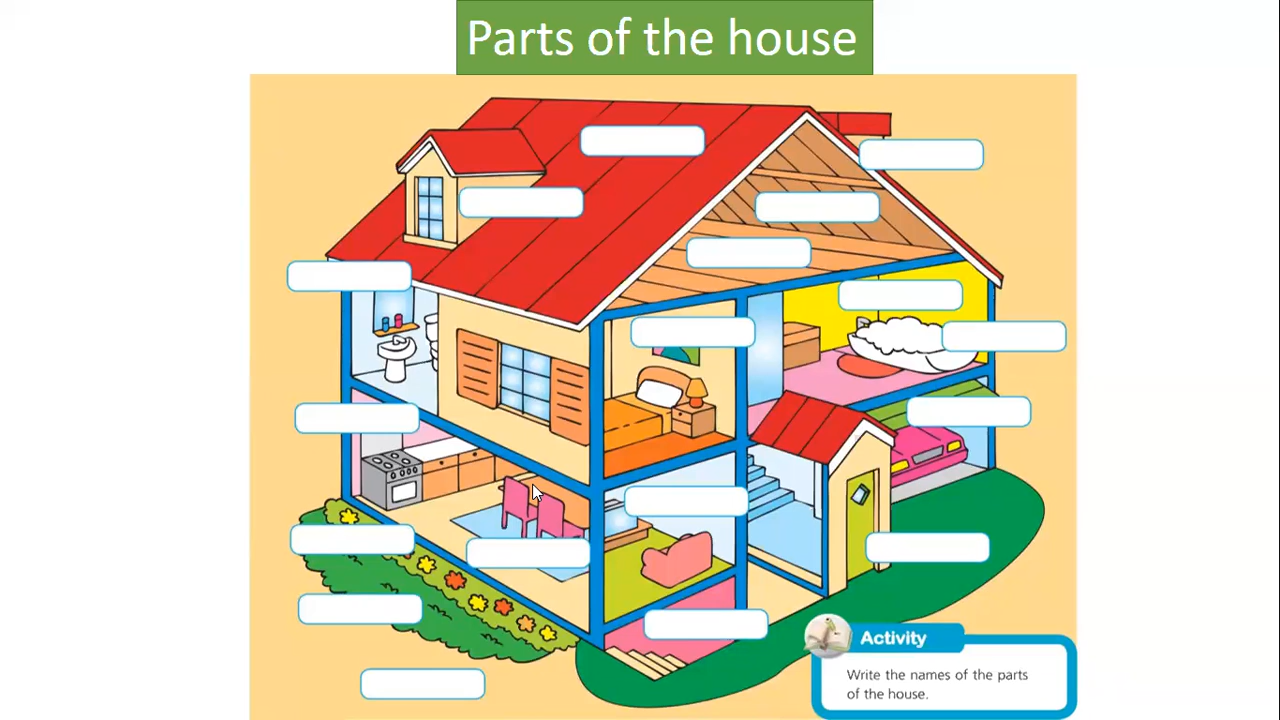 Parts of the house
Activity
Write the names of the parts
of the house.